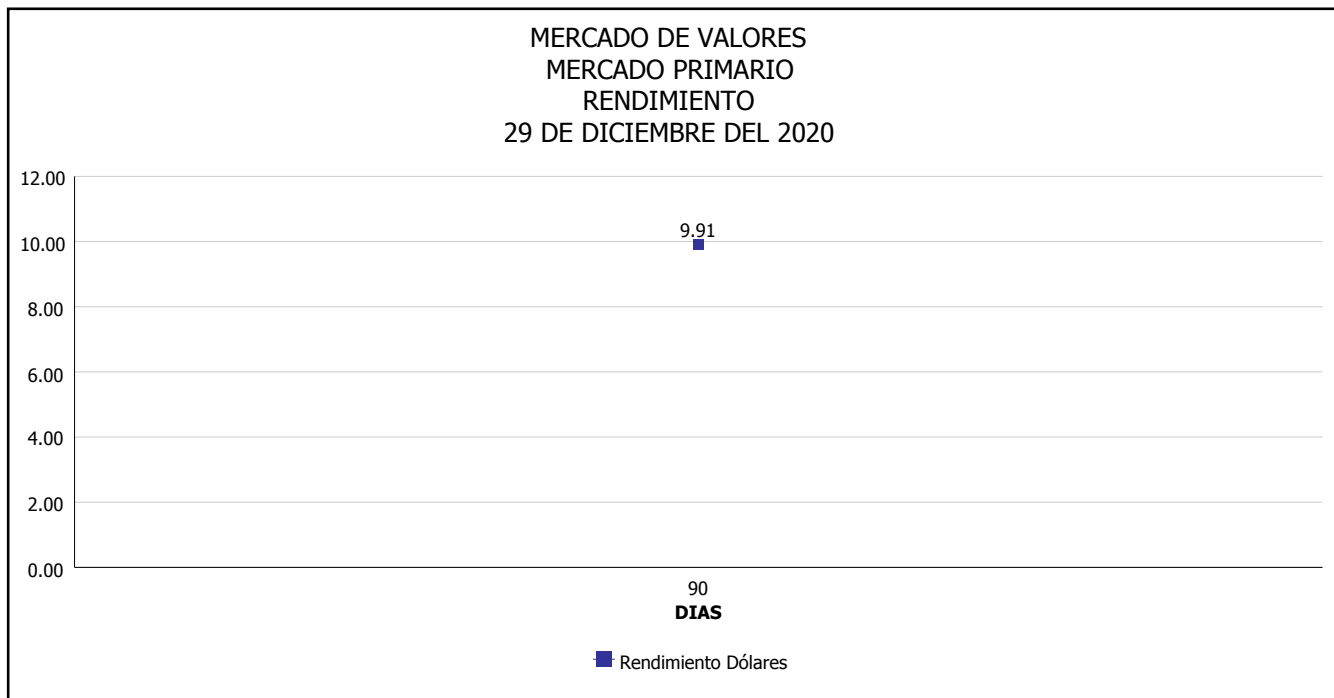 MERCADO DE VALORES
MERCADO PRIMARIO
RENDIMIENTO
29 DE DICIEMBRE DEL 2020
12.00
9.91
10.00
8.00
6.00
4.00
2.00
0.00
90
DIAS
Rendimiento Dólares